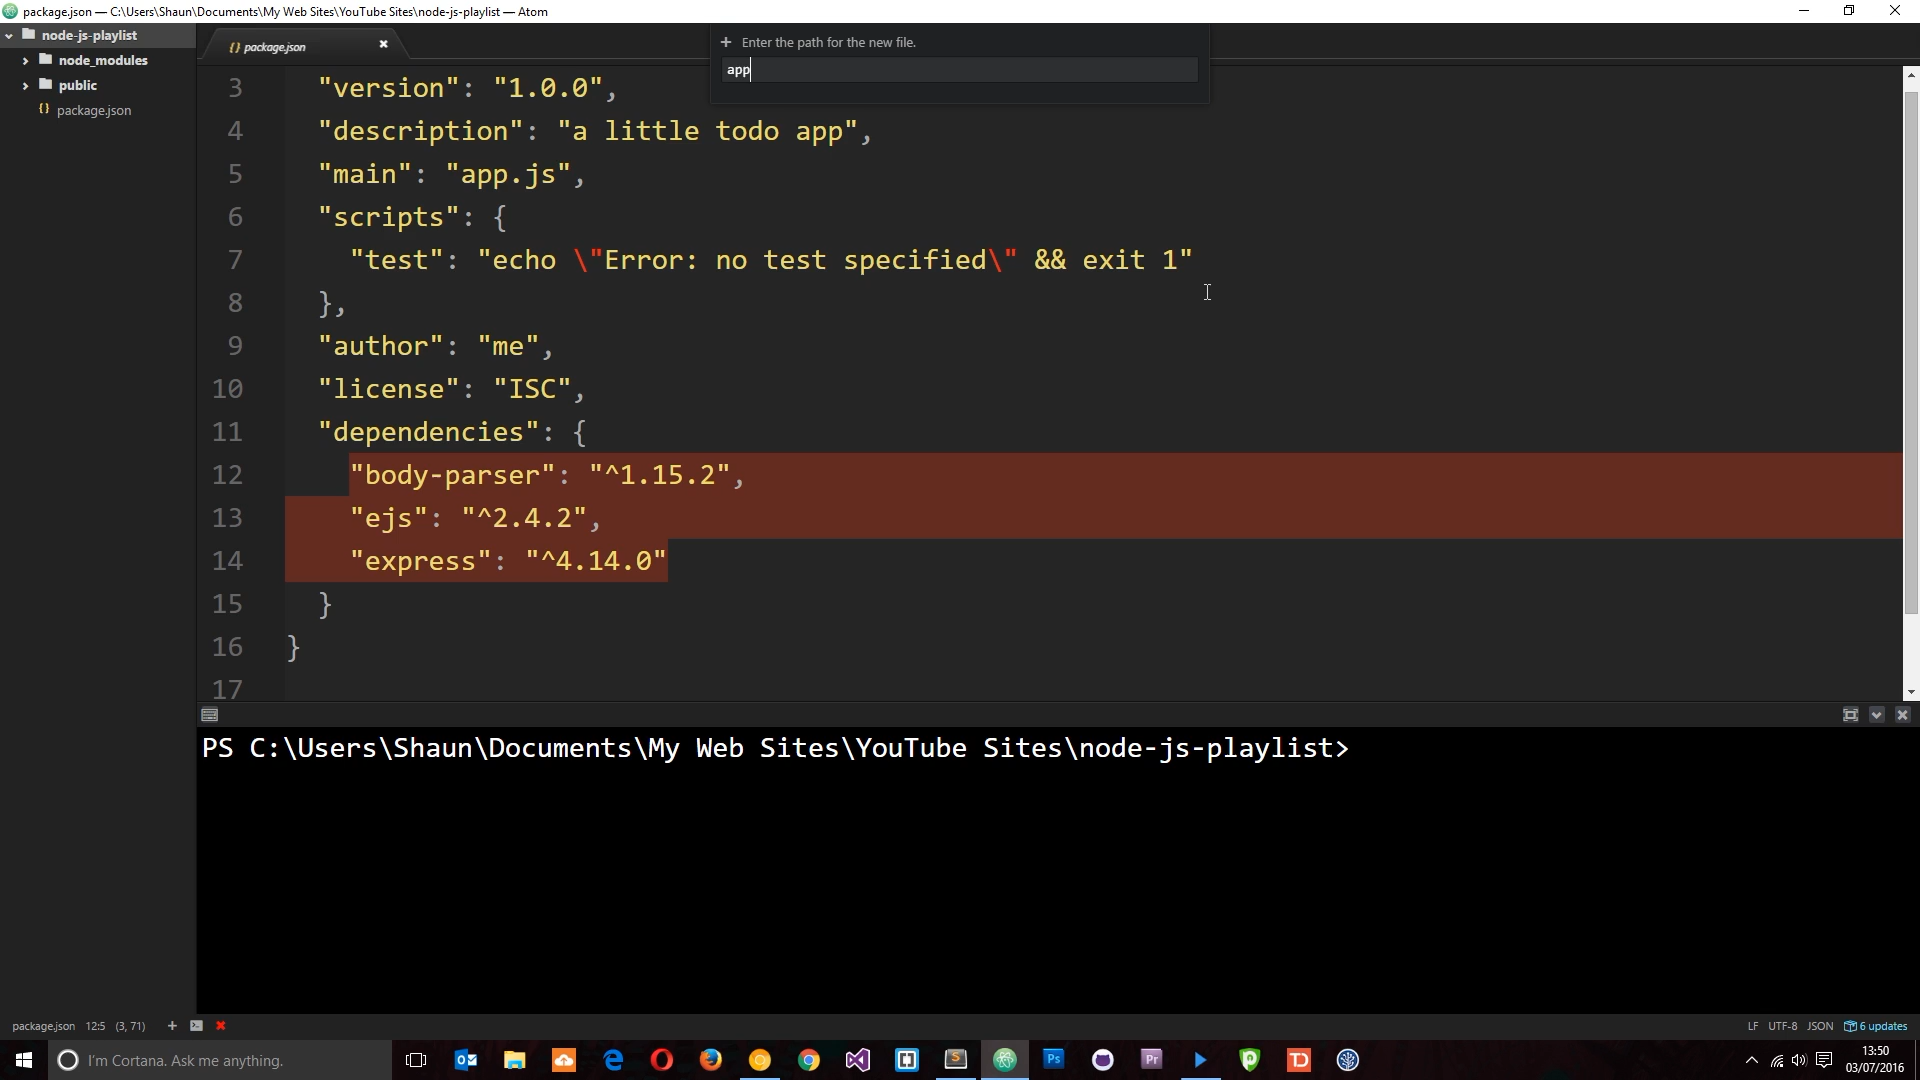 package.json — C:\Users\Shaun\Documents\My Web Sites\YouTube Sites\node-js-playlist — Atom
node-js-playlist
node_modules
public
{} package.json
{} package.json
+ Enter the path for the new file.
app
3 "version": "1.0.0",
4 "description": "a little todo app",
5 "main": "app.js",
6 "scripts": {
7 "test": "echo \"Error: no test specified\" && exit 1"
8 },
9 "author": "me",
10 "license": "ISC",
11 "dependencies": {
12 "body-parser": "^1.15.2",
13 "ejs": "^2.4.2",
14 "express": "^4.14.0"
15 }
16 }
17
PS C:\Users\Shaun\Documents\My Web Sites\YouTube Sites\node-js-playlist>
package.json 12:5 (3, 71) LF UTF-8 JSON 6 updates
I'm Cortana. Ask me anything. Ps Pr TD 13:50
03/07/2016